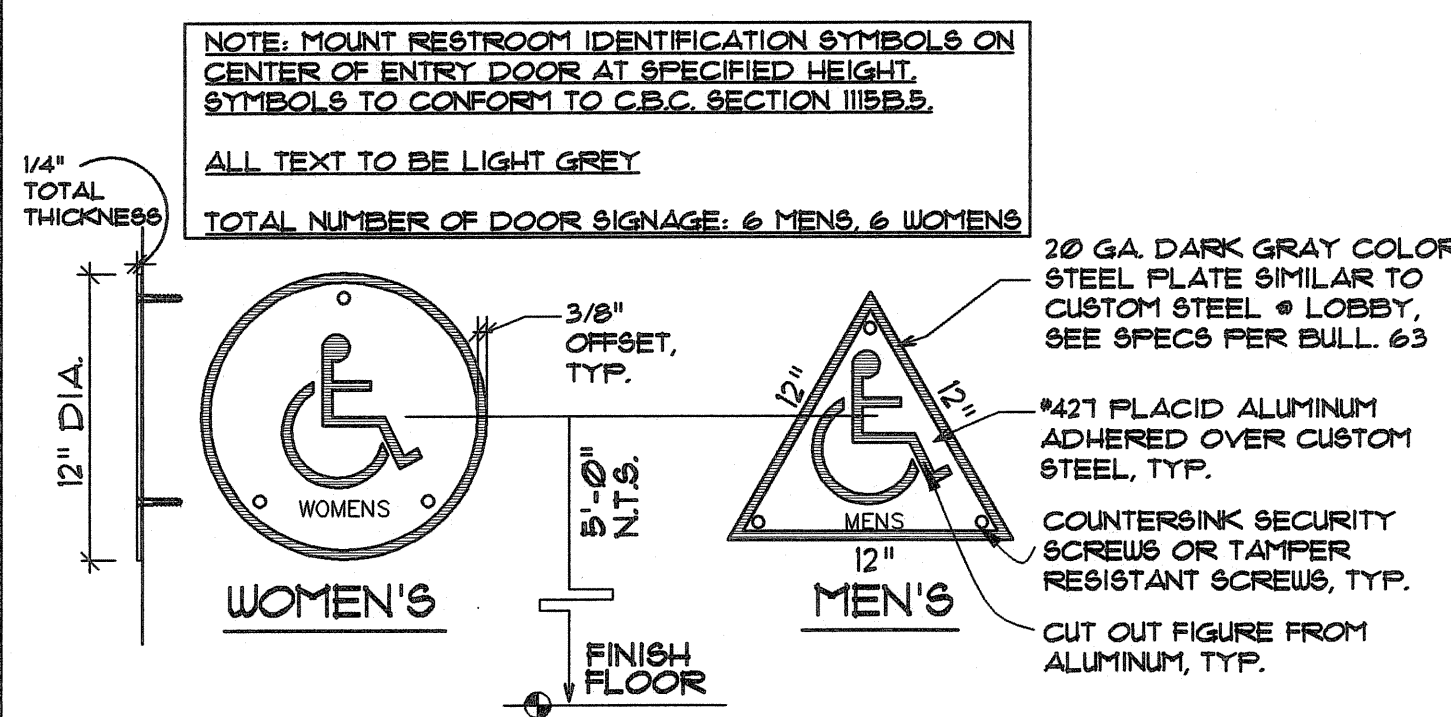 NOTE: MOUNT RESTROOM IDENTIFICATION SYMBOLS ON
CENTER OF ENTRY DOOR AT SPECIFIED HEIGHT.
SYMBOLS TO CONFORM TO C.B.C. SECTION 1115B.5.
ALL TEXT TO BE LIGHT GREY
TOTAL NUMBER OF DOOR SIGNAGE: 6 MENS, 6 WOMENS
1/4"
TOTAL
THICKNESS
12" DIA.
WOMENS
WOMEN'S
3/8"
OFFSET,
TYP.
5'-0"
N.T.S.
FINISH
FLOOR
12"
12"
MENS
12"
MEN'S
20 GA. DARK GRAY COLOR
STEEL PLATE SIMILAR TO
CUSTOM STEEL @ LOBBY,
SEE SPECS PER BULL. 63
#427 PLACID ALUMINUM
ADHERED OVER CUSTOM
STEEL, TYP.
COUNTERSINK SECURITY
SCREWS OR TAMPER
RESISTANT SCREWS, TYP.
CUT OUT FIGURE FROM
ALUMINUM, TYP.